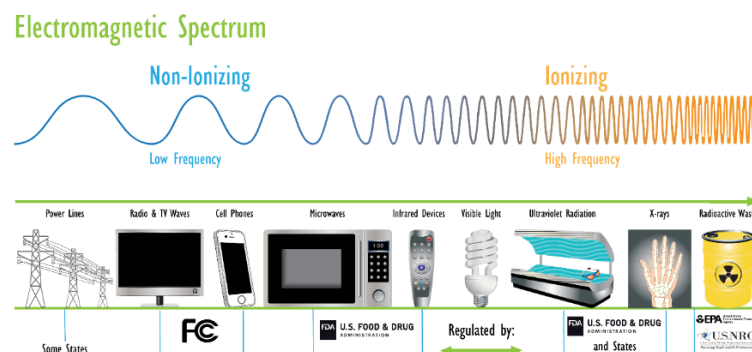 Electromagnetic Spectrum
Non-Ionizing
Ionizing
Low Frequency
High Frequency
Power Lines
Radio & TV Waves
Cell Phones
Microwaves
Infrared Devices
Visible Light
Ultraviolet Radiation
X-rays
Radioactive Was
100
Some States
FC
FDA U.S. FOOD & DRUG
ADMINISTRATION
Regulated by:
FDA U.S. FOOD & DRUG
ADMINISTRATION
and States
EPA
U.S.NRC